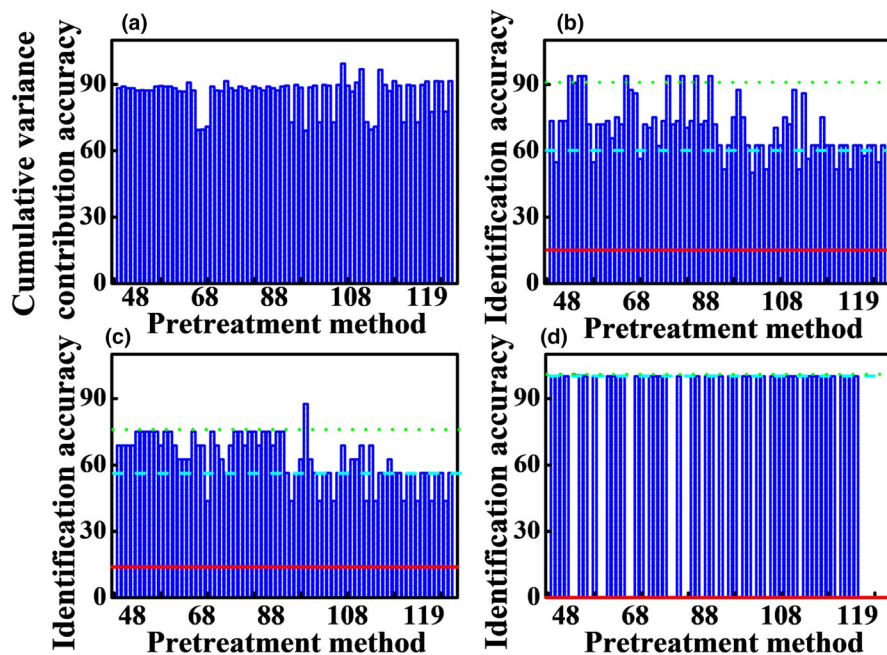 (a)
Cumulative variance
contribution accuracy
90
60
30
0
48 68 88 108 119
Pretreatment method
(b)
Identification accuracy
90
60
30
0
48 68 88 108 119
Pretreatment method
(c)
Identification accuracy
90
60
30
0
48 68 88 108 119
Pretreatment method
(d)
Identification accuracy
90
60
30
0
48 68 88 108 119
Pretreatment method